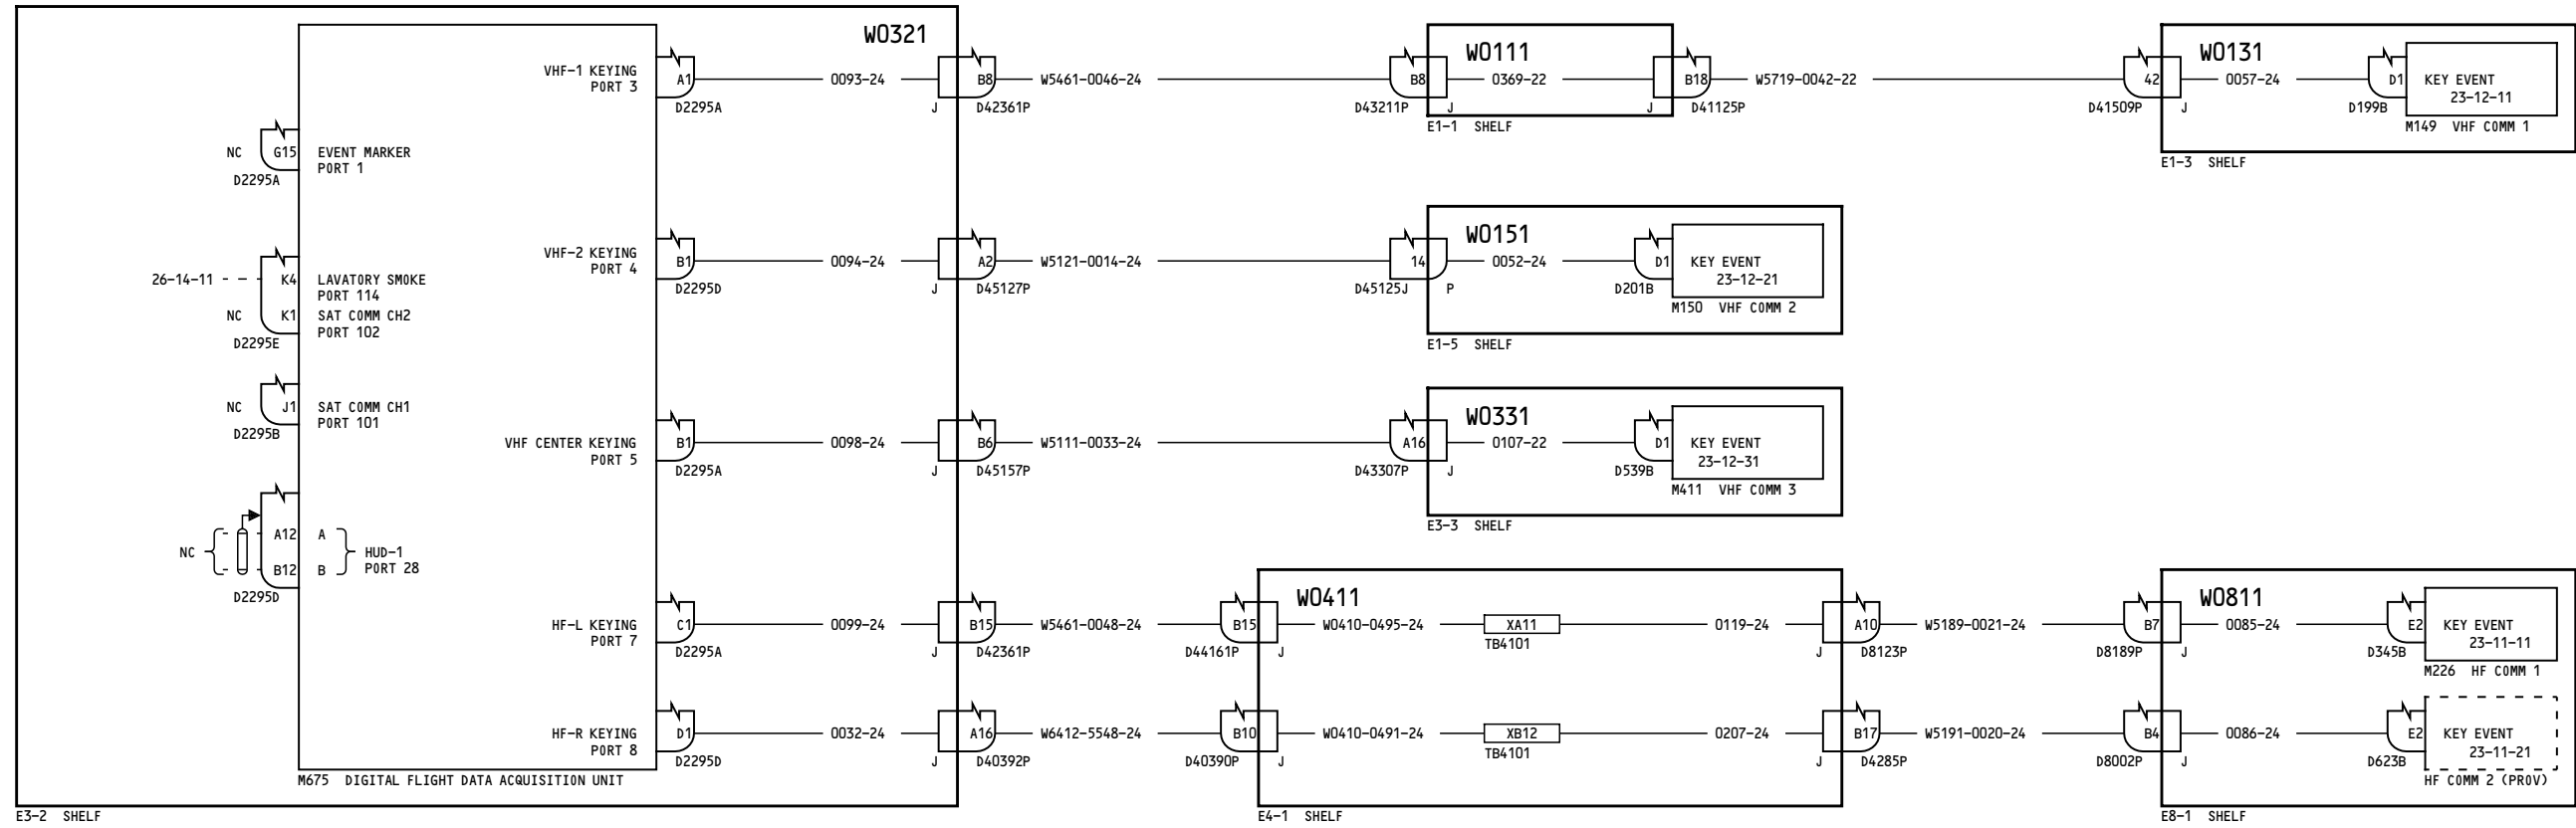 W0321
VHF-1 KEYING
PORT 3
A1
D2295A
0093-24
J
B8
D42361P
W5461-0046-24
B8
D43211P
J
W0111
0369-22
J
B18
D41125P
E1-1 SHELF
W5719-0042-22
42
D41509P
J
W0131
0057-24
D1
D199B
KEY EVENT
23-12-11
M149 VHF COMM 1
E1-3 SHELF
NC
G15
D2295A
EVENT MARKER
PORT 1
26-14-11
K4
LAVATORY SMOKE
PORT 114
NC
K1
SAT COMM CH2
PORT 102
D2295E
VHF-2 KEYING
PORT 4
B1
D2295D
0094-24
J
A2
D45127P
W5121-0014-24
14
D45125J
P
W0151
0052-24
D1
D201B
KEY EVENT
23-12-21
M150 VHF COMM 2
E1-5 SHELF
NC
J1
D2295B
SAT COMM CH1
PORT 101
VHF CENTER KEYING
PORT 5
B1
D2295A
0098-24
J
B6
D45157P
W5111-0033-24
A16
D43307P
J
W0331
0107-22
D1
D539B
KEY EVENT
23-12-31
M411 VHF COMM 3
E3-3 SHELF
NC
A12
A
B12
B
D2295D
HUD-1
PORT 28
HF-L KEYING
PORT 7
C1
D2295A
0099-24
J
B15
D42361P
W5461-0048-24
B15
D44161P
J
W0411
W0410-0495-24
XA11
TB4101
0119-24
J
A10
D8123P
W5189-0021-24
B7
D8189P
J
W0811
0085-24
E2
D345B
KEY EVENT
23-11-11
M226 HF COMM 1
HF-R KEYING
PORT 8
D1
D2295D
0032-24
J
A16
D40392P
W6412-5548-24
B10
D40390P
J
W0410-0491-24
XB12
TB4101
0207-24
J
B17
D4285P
W5191-0020-24
B4
D8002P
J
0086-24
E2
D623B
KEY EVENT
23-11-21
HF COMM 2 (PROV)
M675 DIGITAL FLIGHT DATA ACQUISITION UNIT
E3-2 SHELF
E4-1 SHELF
E8-1 SHELF